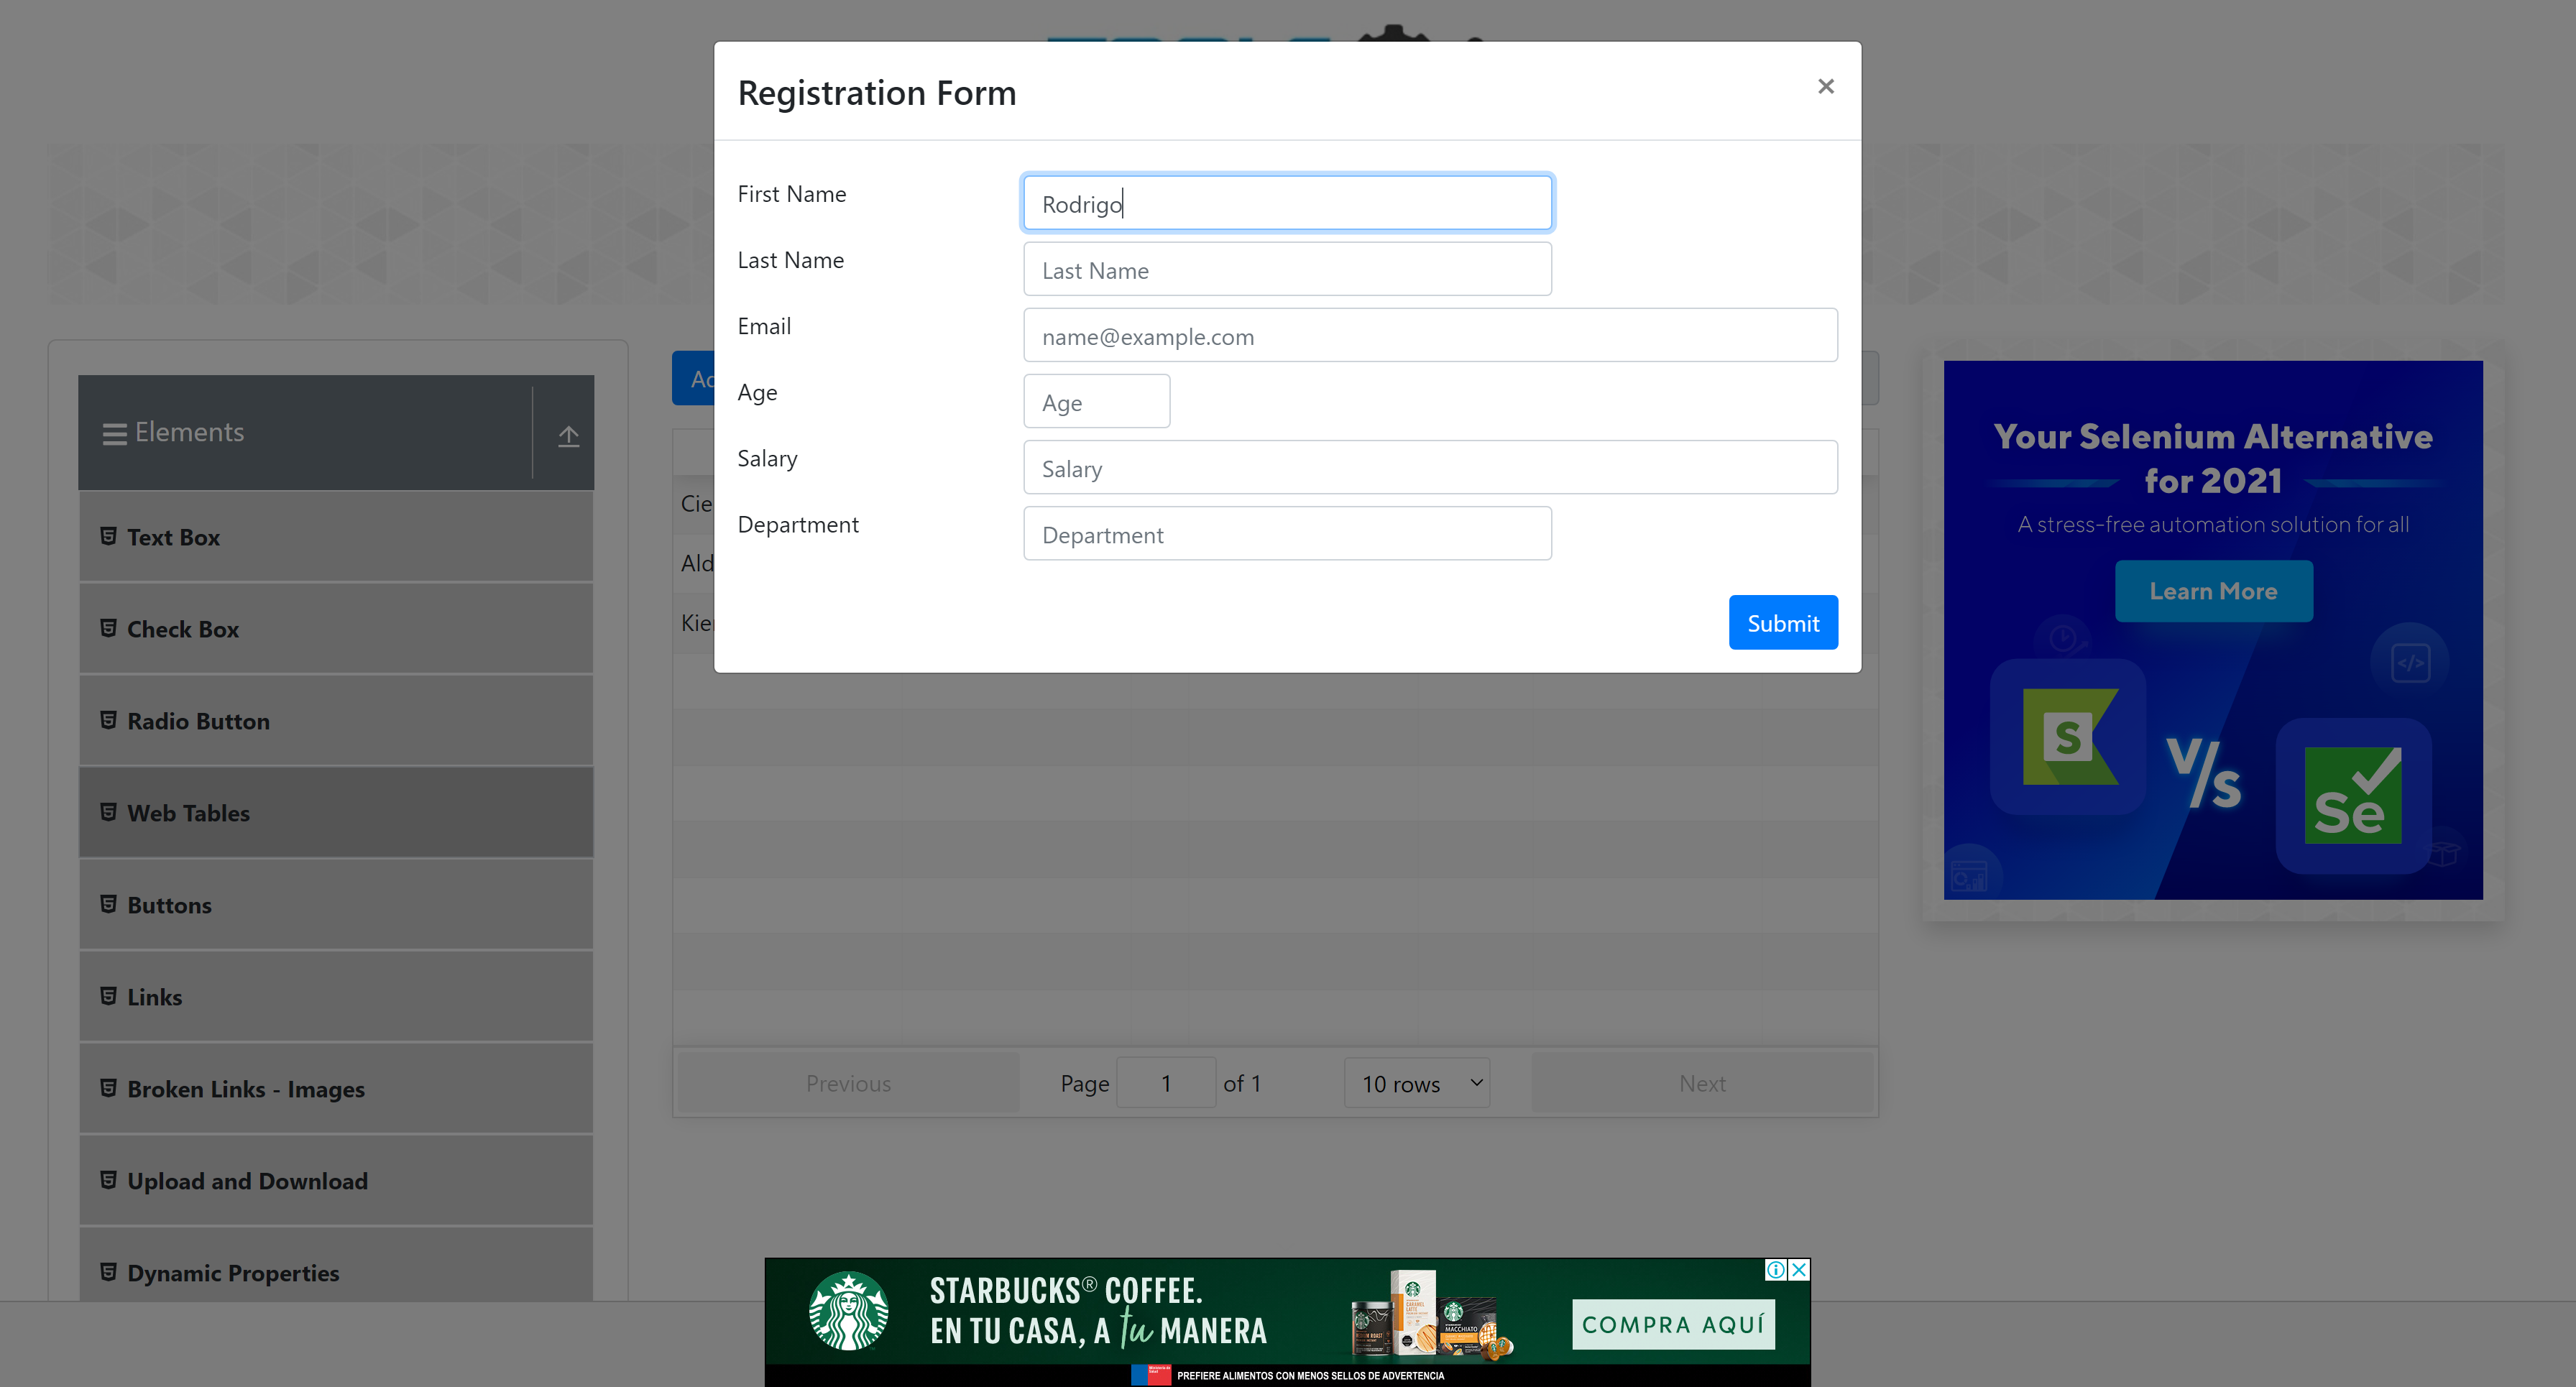 Registration Form
×
First Name
Rodrigo
Last Name
Last Name
Email
name@example.com
Age
Age
Salary
Salary
Department
Department
Submit
Elements
Text Box
Check Box
Radio Button
Web Tables
Buttons
Links
Broken Links - Images
Upload and Download
Dynamic Properties
Previous
Page 1 of 1
10 rows
Next
Your Selenium Alternative
for 2021
A stress-free automation solution for all
Learn More
S
V/S
Se
</>
STARBUCKS® COFFEE.
EN TU CASA, A tu MANERA
COMPRA AQUÍ
PREFIERE ALIMENTOS CON MENOS SELLOS DE ADVERTENCIA